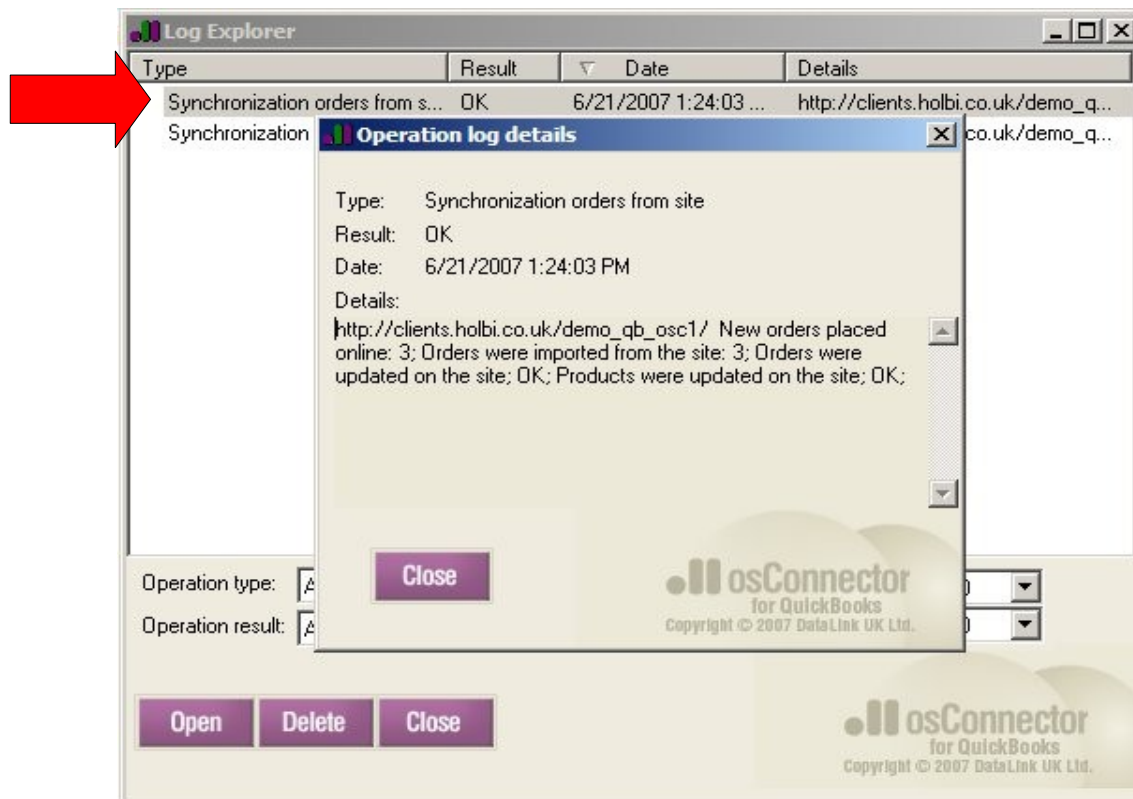 Log Explorer
Type Result Date Details
Synchronization orders from s... OK 6/21/2007 1:24:03 ... http://clients.holbi.co.uk/demo_q...
Synchronization co.uk/demo_q...
Operation log details
Type: Synchronization orders from site
Result: OK
Date: 6/21/2007 1:24:03 PM
Details:
http://clients.holbi.co.uk/demo_qb_osc1/ New orders placed
online: 3; Orders were imported from the site: 3; Orders were
updated on the site; OK; Products were updated on the site; OK;
Close
osConnector
for QuickBooks
Copyright © 2007 DataLink UK Ltd.
Operation type:
Operation result:
Open Delete Close
osConnector
for QuickBooks
Copyright © 2007 DataLink UK Ltd.